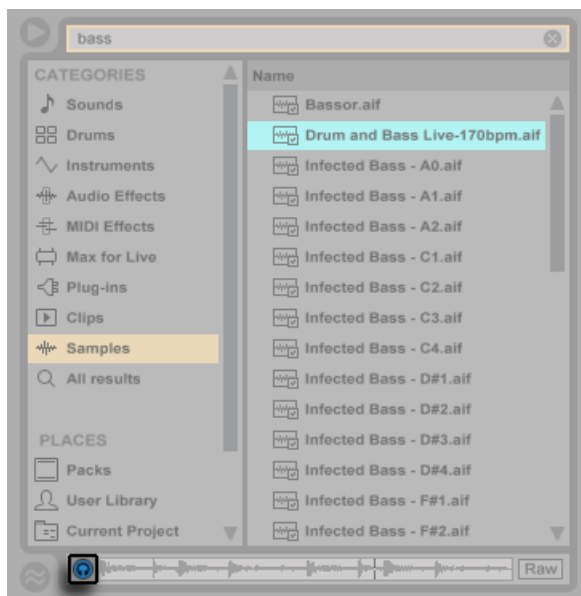 bass
CATEGORIES
Sounds
Drums
Instruments
Audio Effects
MIDI Effects
Max for Live
Plug-ins
Clips
Samples
All results
PLACES
Packs
User Library
Current Project
Name
Bassor.aif
Drum and Bass Live-170bpm.aif
Infected Bass - A0.aif
Infected Bass - A1.aif
Infected Bass - A2.aif
Infected Bass - C1.aif
Infected Bass - C2.aif
Infected Bass - C3.aif
Infected Bass - C4.aif
Infected Bass - D#1.aif
Infected Bass - D#2.aif
Infected Bass - D#3.aif
Infected Bass - D#4.aif
Infected Bass - F#1.aif
Infected Bass - F#2.aif
Raw